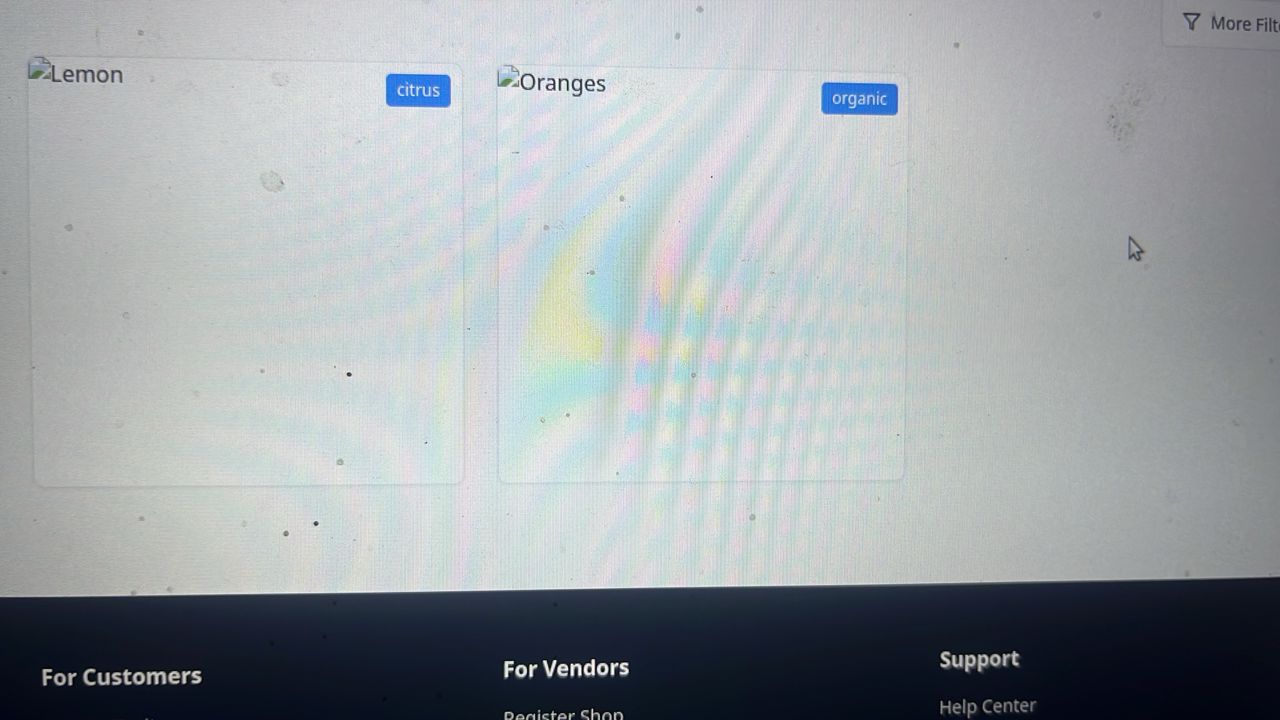 More Filt
Lemon
citrus
Oranges
organic
For Customers
For Vendors
Support
Register Shop
Help Center